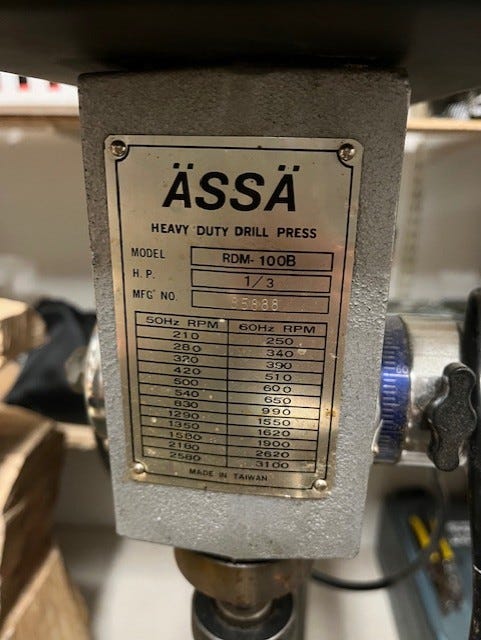 ÄSSÄ
HEAVY DUTY DRILL PRESS
MODEL RDM-100B
H.P. 1/3
MFG NO. 85888
50Hz RPM 60Hz RPM
210 250
280 340
320 390
420 510
500 600
540 650
830 990
1290 1550
1350 1620
1580 1900
2180 2620
2580 3100
MADE IN TAIWAN